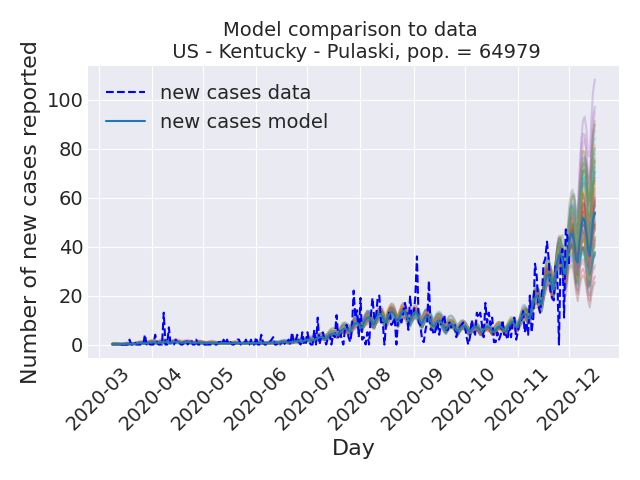 Model comparison to data
US - Kentucky - Pulaski, pop. = 64979
Number of new cases reported
100
80
60
40
20
0
new cases data
new cases model
2020-03
2020-04
2020-05
2020-06
2020-07
2020-08
2020-09
2020-10
2020-11
2020-12
Day